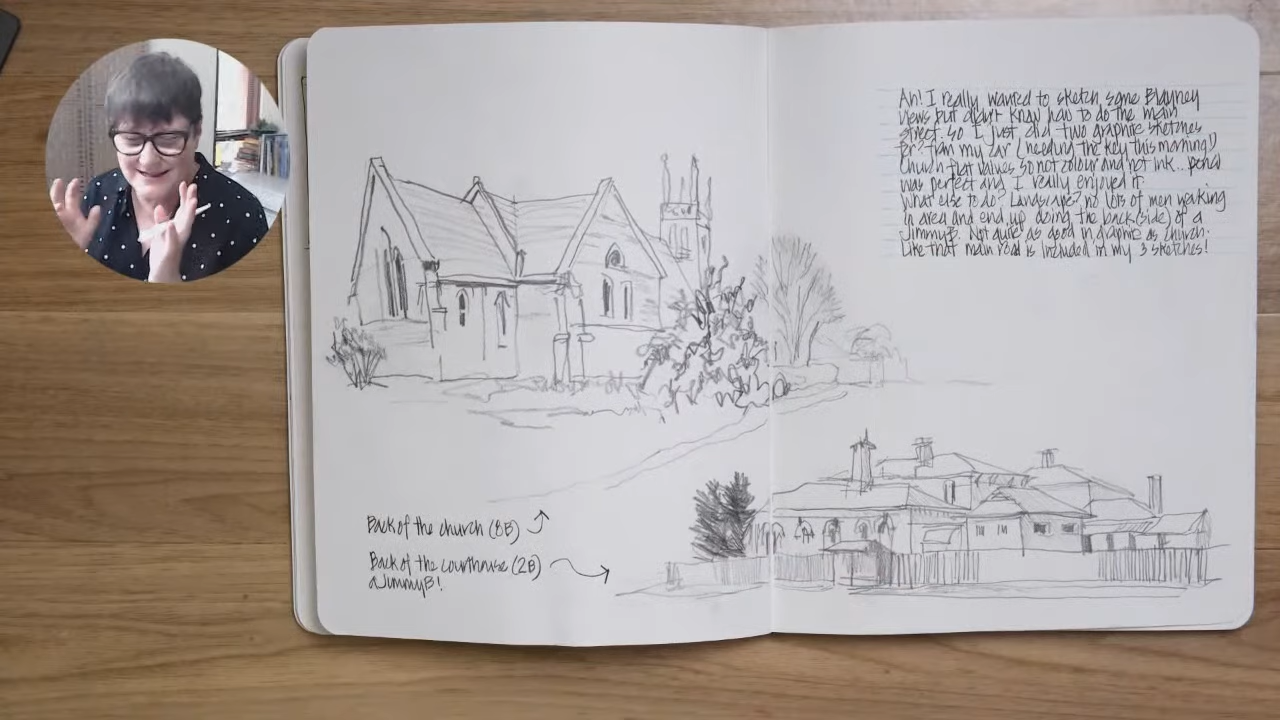 Ah! I really wanted to sketch some Blayney
views but didn't know how to do the main
street. So I just did two graphite sketches
from my car (needing the key this morning!)
Church flat values so not colour and not ink... pencil
was perfect and I really enjoyed it.
What else to do? Landscape? no lots of men working
in area and end up doing the back (side) of a
JimmyB. Not quite as good in graphite as church.
Like that main road is included in my 3 sketches!
Back of the church (8B)
Back of the courthouse (2B)
a JimmyB!